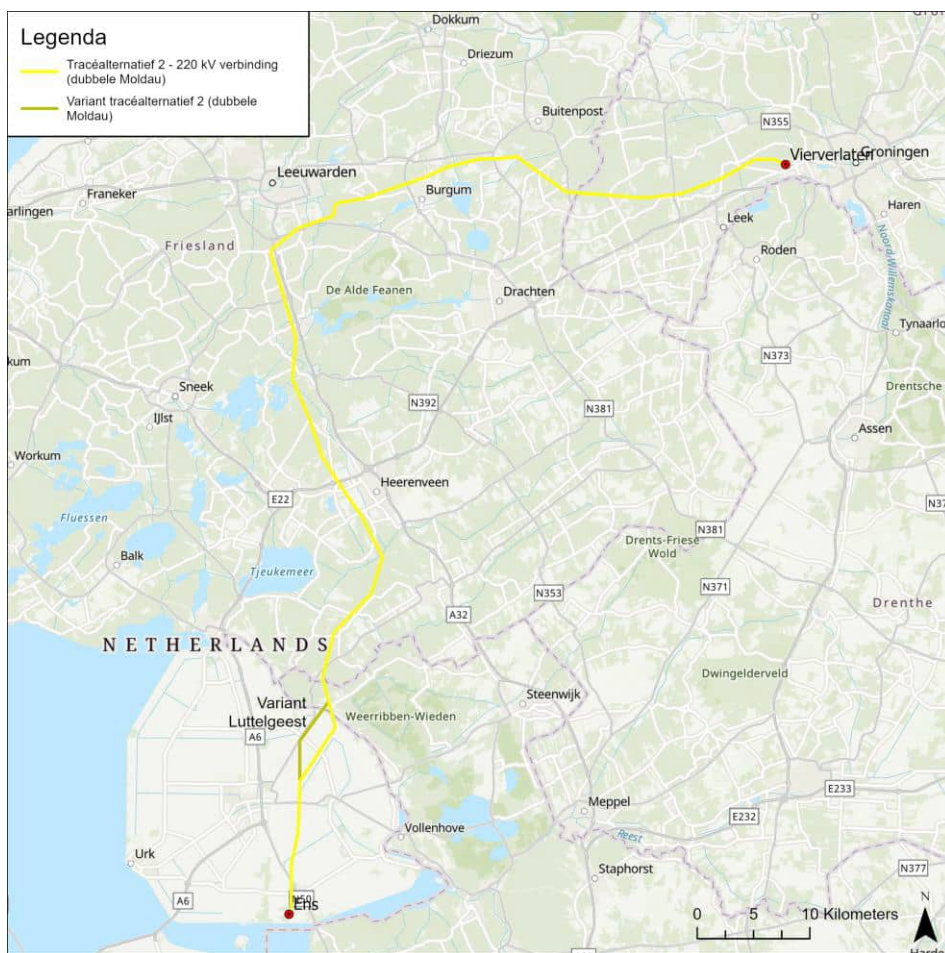 Legenda
Tracéalternatief 2 - 220 kV verbinding
(dubbele Moldau)
Variant tracéalternatief 2 (dubbele
Moldau)
Dokkum
Driezum
Buitenpost
N355
Vierverlaten
Groningen
Leeuwarden
Franeker
arlingen
Burgum
Leek
Haren
Friesland
Roden
Noord-Willemskanaal
De Alde Feanen
Drachten
Tynaarlo
kum
N373
Sneek
Drentsche
N392
N381
IJlst
Assen
Workum
Heerenveen
E22
N37
Fluessen
N381
Drents-Friese
Wold
Balk
Tjeukemeer
N371
N353
Drenthe
A32
NETHERLANDS
Dwingelderveld
Variant
Luttelgeest
Steenwijk
Weerribben-Wieden
A6
E233
Meppel
E232
Vollenhove
Reest
Urk
Staphorst
N377
A6
N50
Ens
N
0 5 10 Kilometers
Harde